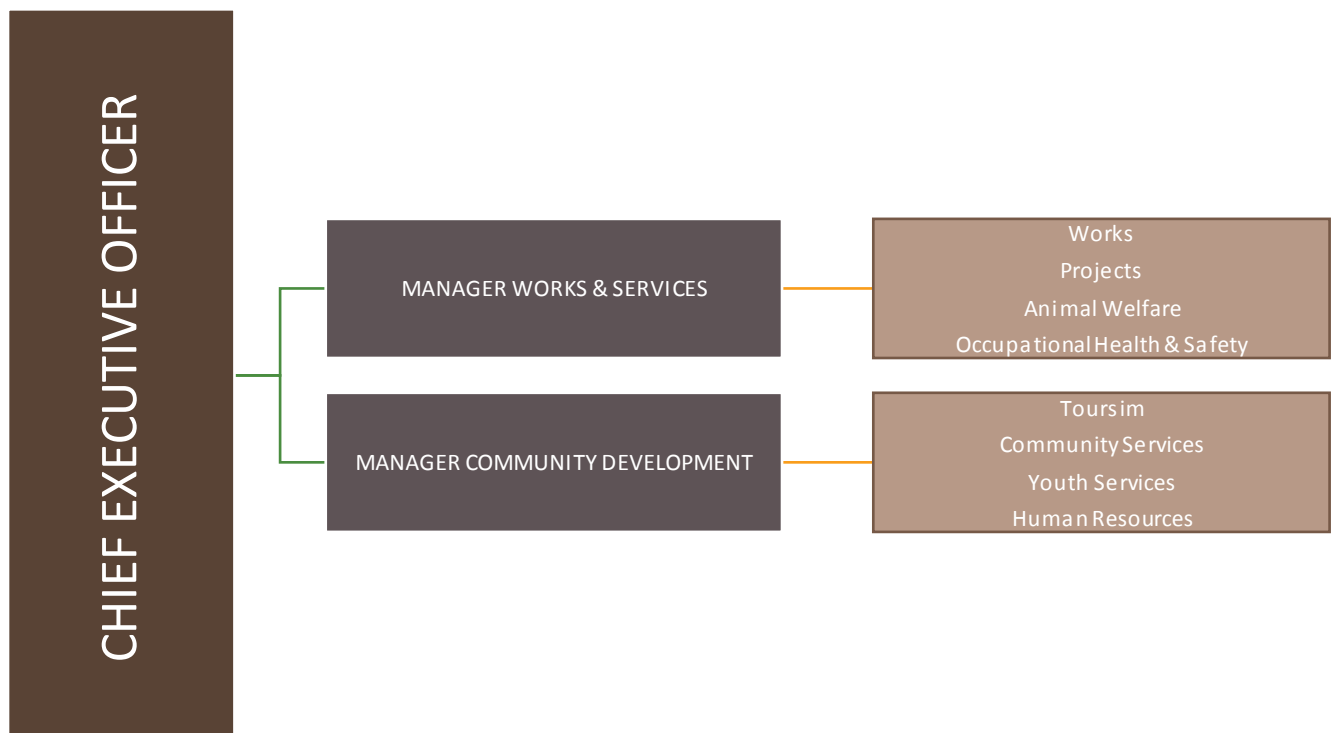 CHIEF EXECUTIVE OFFICER
MANAGER WORKS & SERVICES
Works
Projects
Animal Welfare
Occupational Health & Safety
MANAGER COMMUNITY DEVELOPMENT
Toursim
Community Services
Youth Services
Human Resources